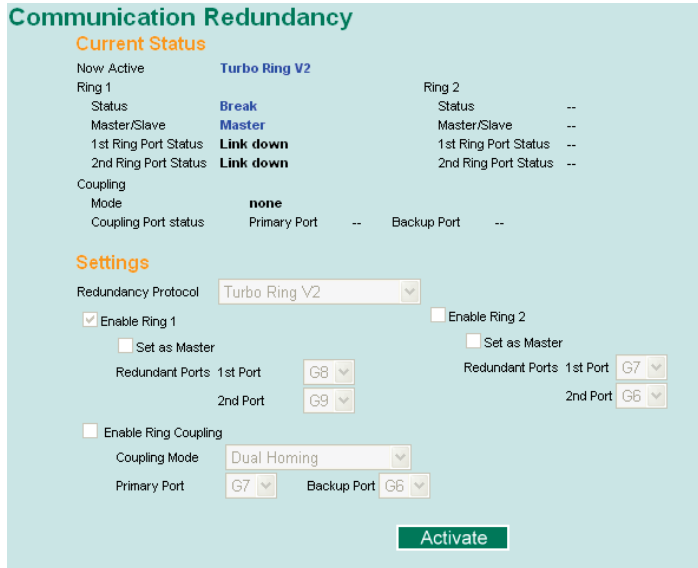 Communication Redundancy
Current Status
Now Active Turbo Ring V2
Ring 1 Ring 2
Status Break Status --
Master/Slave Master Master/Slave --
1st Ring Port Status Link down 1st Ring Port Status --
2nd Ring Port Status Link down 2nd Ring Port Status --
Coupling
Mode none
Coupling Port status Primary Port -- Backup Port --
Settings
Redundancy Protocol Turbo Ring V2
Enable Ring 1 Enable Ring 2
Set as Master Set as Master
Redundant Ports 1st Port G8 Redundant Ports 1st Port G7
2nd Port G9 2nd Port G6
Enable Ring Coupling
Coupling Mode Dual Homing
Primary Port G7 Backup Port G6
Activate